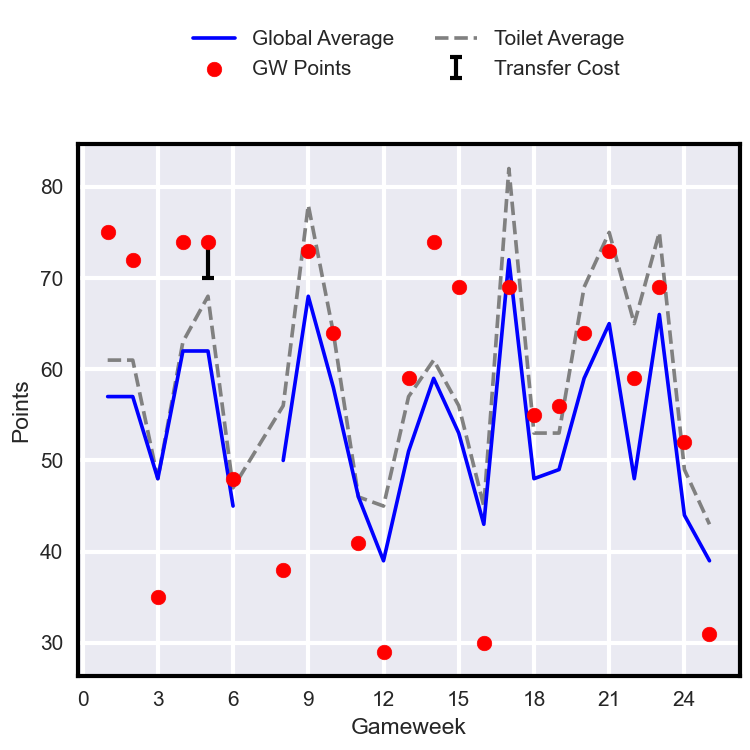 Global Average
GW Points
Toilet Average
Transfer Cost
80
70
60
50
40
30
Points
0 3 6 9 12 15 18 21 24
Gameweek